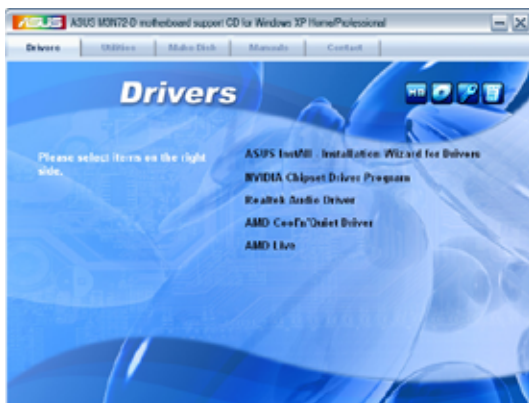 ASUS ASUS M3N72-D motherboard support CD for Windows XP Home/Professional
Drivers Utilities Make Disk Manuals Contact
Drivers
Please select items on the right
side.
ASUS InstAll - Installation Wizard for Drivers
NVIDIA Chipset Driver Program
Realtek Audio Driver
AMD Cool'n'Quiet Driver
AMD Live